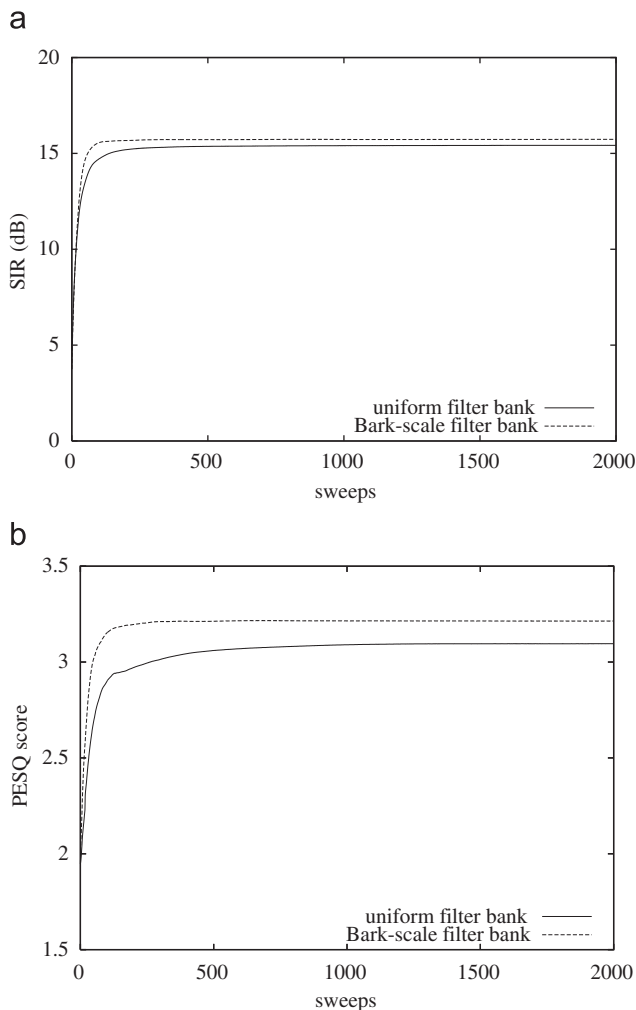 a
20
15
10
5
0
SIR (dB)
uniform filter bank
Bark-scale filter bank
0 500 1000 1500 2000
sweeps
b
3.5
3
2.5
2
1.5
PESQ score
uniform filter bank
Bark-scale filter bank
0 500 1000 1500 2000
sweeps